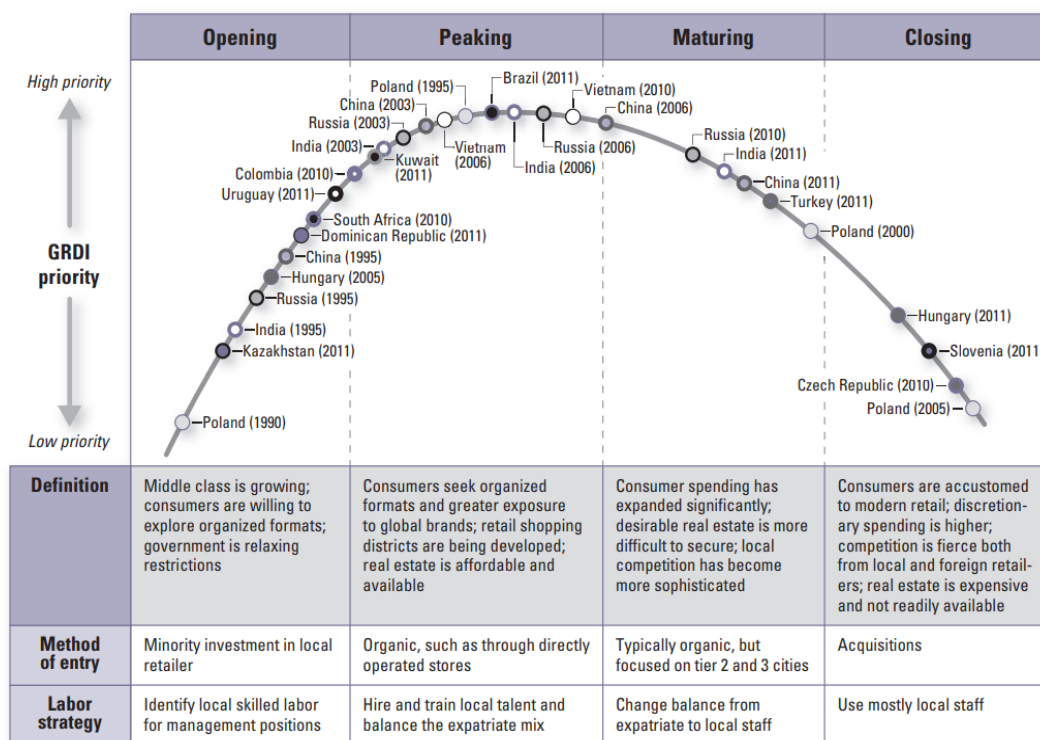 Opening
Peaking
Maturing
Closing
High priority
GRDI
priority
Low priority
Poland (1995)
Brazil (2011)
Vietnam (2010)
China (2003)
China (2006)
Russia (2003)
India (2003)
Vietnam
2006)
India (2006)
Russia (2006)
Kuwait
(2011)
Colombia (2010)
Uruguay (2011)
South Africa (2010)
Dominican Republic (2011)
China (1995)
Hungary (2005)
Russia (1995)
India (1995)
Kazakhstan (2011)
Poland (1990)
Russia (2010)
India (2011)
China (2011)
Turkey (2011)
Poland (2000)
Hungary (2011)
Slovenia (2011
Czech Republic (2010)
Poland (2005)
Definition
Middle class is growing;
consumers are willing to
explore organized formats;
government is relaxing
restrictions
Consumers seek organized
formats and greater exposure
to global brands; retail shopping
districts are being developed;
real estate is affordable and
available
Consumer spending has
expanded significantly;
desirable real estate is more
difficult to secure; local
competition has become
more sophisticated
Consumers are accustomed
to modern retail; discretion-
ary spending is higher;
competition is fierce both
from local and foreign retail-
ers; real estate is expensive
and not readily available
Method
of entry
Minority investment in local
retailer
Organic, such as through directly
operated stores
Typically organic, but
focused on tier 2 and 3 cities
Acquisitions
Labor
strategy
Identify local skilled labor
for management positions
Hire and train local talent and
balance the expatriate mix
Change balance from
expatriate to local staff
Use mostly local staff